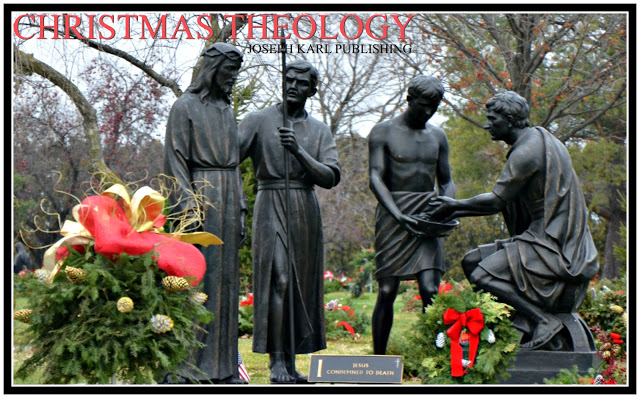 CHRISTMAS THEOLOGY
JOSEPH KARL PUBLISHING
I JESUS
CONDEMNED TO DEATH